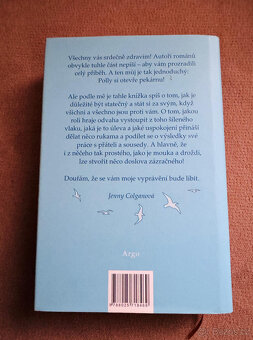 Všechny vás srdečně zdravím! Autoři románů
obvykle tuhle část nepíší – aby vám prozradili
celý příběh. A ten můj je tak jednoduchý:
Polly si otevře pekárnu!
Ale podle mě je tahle knížka spíš o tom, jak je
důležité být statečný a stát si za svým, když
všichni a všechno jsou proti vám. O tom, jakou
roli hraje odvaha vystoupit z toho šíleného
vlaku, jaká je to úleva a jaké uspokojení přináší
dělat něco rukama a podílet se o výsledky své
práce s přáteli a sousedy. A hlavně, že
i z něčeho tak prostého, jako je mouka a droždí,
lze stvořit něco doslova zázračného!
Doufám, že se vám moje vyprávění bude líbit.
Jenny Colganová
Argo